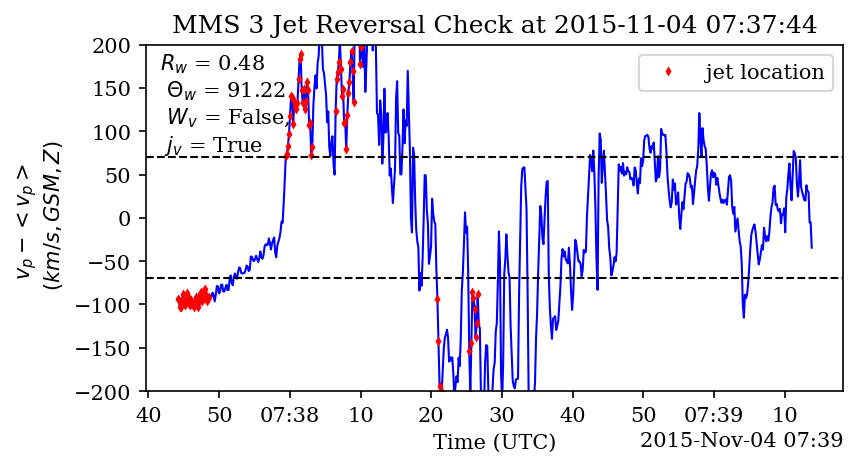 MMS 3 Jet Reversal Check at 2015-11-04 07:37:44
R_w = 0.48
Θ_w = 91.22
W_v = False,
j_v = True
jet location
v_p − < v_p >
(km/s, GSM, Z)
200
150
100
50
0
−50
−100
−150
−200
40 50 07:38 10 20 30 40 50 07:39 10
Time (UTC)
2015-Nov-04 07:39